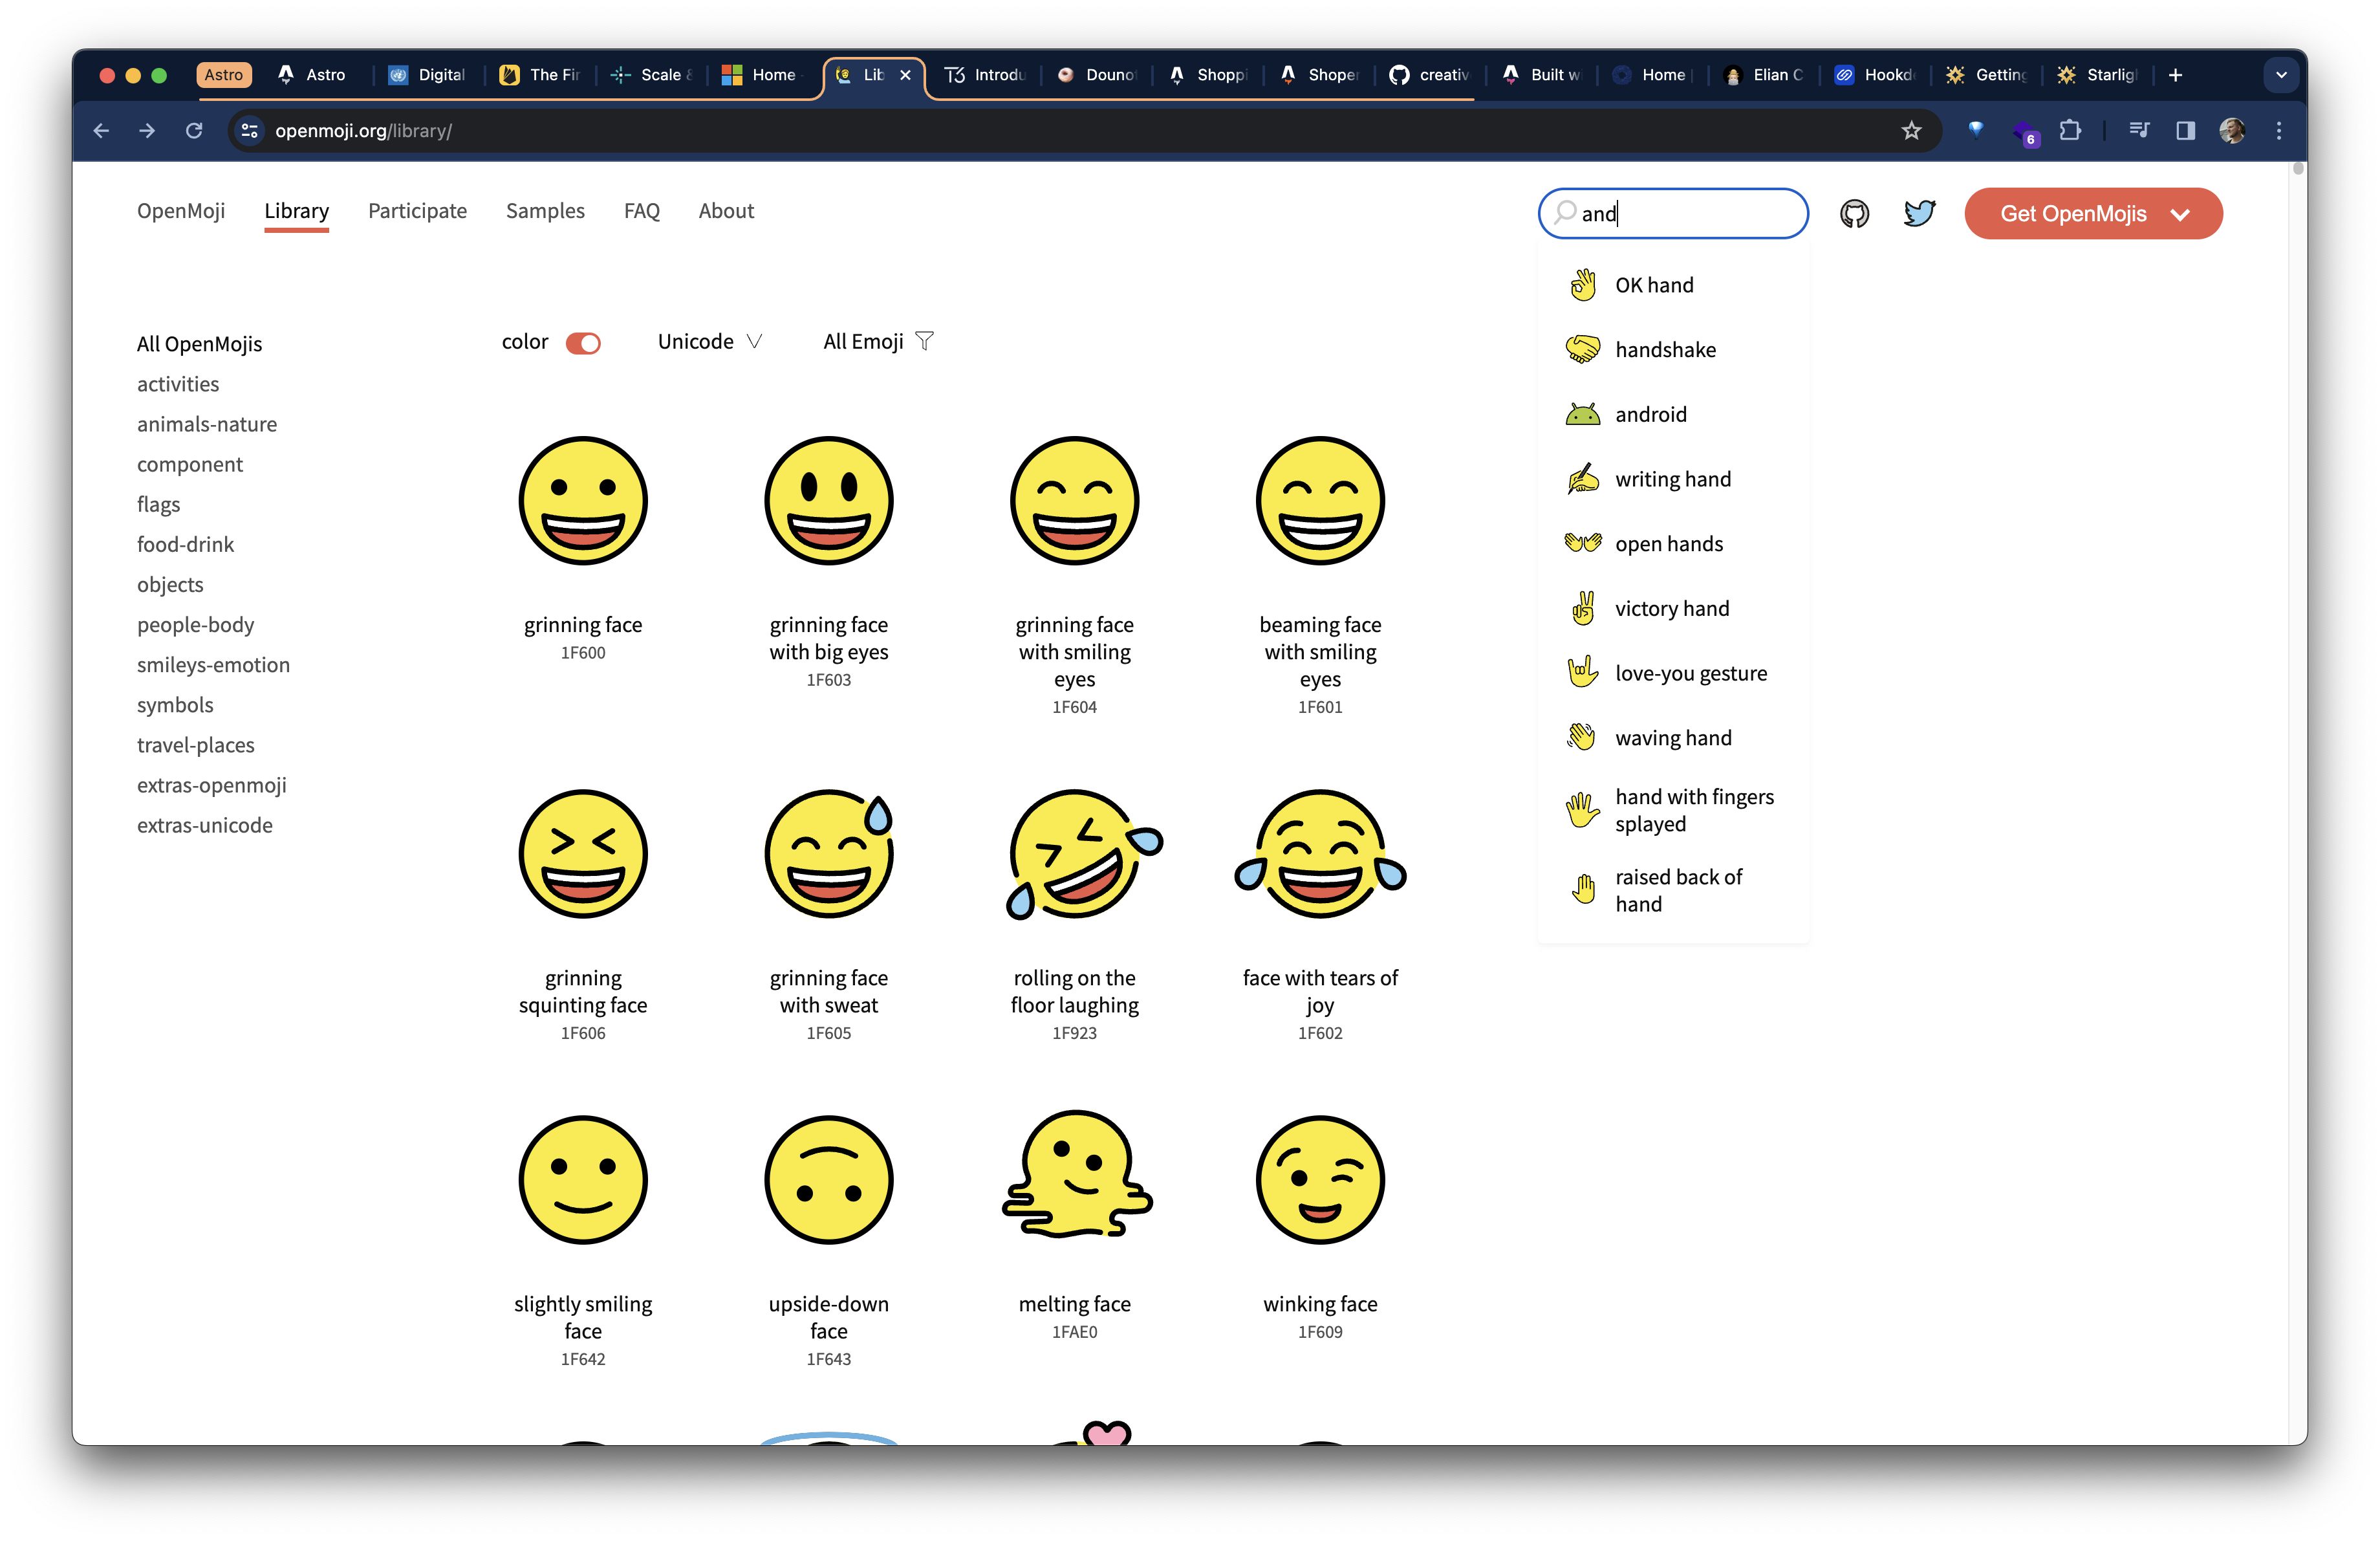 Astro
Astro
Digital
The Fir
Scale &
Home
Lib
Introdu
Douno
Shoppi
Shoper
creativ
Built w
Home
Elian C
Hookd
Getting
Starlig
openmoji.org/library/
6
OpenMoji
Library
Participate
Samples
FAQ
About
and
Get OpenMojis
OK hand
handshake
android
writing hand
open hands
victory hand
love-you gesture
waving hand
hand with fingers
splayed
raised back of
hand
All OpenMojis
activities
animals-nature
component
flags
food-drink
objects
people-body
smileys-emotion
symbols
travel-places
extras-openmoji
extras-unicode
color
Unicode
All Emoji
grinning face
1F600
grinning face
with big eyes
1F603
grinning face
with smiling
eyes
1F604
beaming face
with smiling
eyes
1F601
grinning
squinting face
1F606
grinning face
with sweat
1F605
rolling on the
floor laughing
1F923
face with tears of
joy
1F602
slightly smiling
face
1F642
upside-down
face
1F643
melting face
1FAE0
winking face
1F609